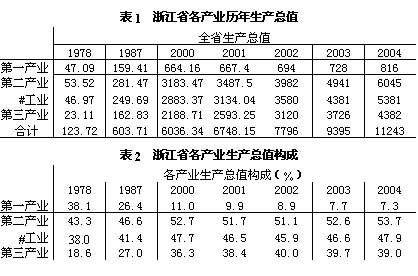 表1 浙江省各产业历年生产总值
全省生产总值
1978 1987 2000 2001 2002 2003 2004
第一产业 47.09 159.41 664.16 667.4 694 728 816
第二产业 53.52 281.47 3183.47 3487.5 3982 4941 6045
#工业 46.97 249.69 2883.37 3134.04 3580 4381 5381
第三产业 23.11 162.83 2188.71 2593.25 3120 3726 4382
合计 123.72 603.71 6036.34 6748.15 7796 9395 11243
表2 浙江省各产业生产总值构成
各产业生产总值构成(%)
1978 1987 2000 2001 2002 2003 2004
第一产业 38.1 26.4 11.0 9.9 8.9 7.7 7.3
第二产业 43.3 46.6 52.7 51.7 51.1 52.6 53.7
#工业 38.0 41.4 47.7 46.5 45.9 46.6 47.9
第三产业 18.6 27.0 36.3 38.4 40.0 39.7 39.0